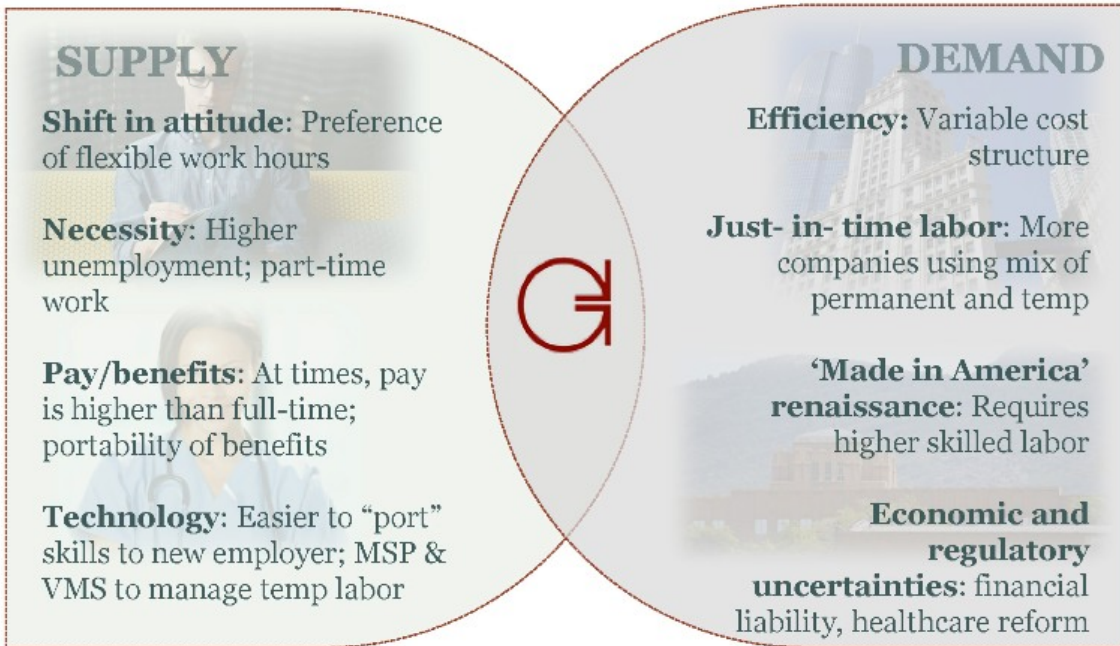 SUPPLY
Shift in attitude: Preference
of flexible work hours
Necessity: Higher
unemployment; part-time
work
Pay/benefits: At times, pay
is higher than full-time;
portability of benefits
Technology: Easier to “port”
skills to new employer; MSP &
VMS to manage temp labor
DEMAND
Efficiency: Variable cost
structure
Just- in- time labor: More
companies using mix of
permanent and temp
‘Made in America’
renaissance: Requires
higher skilled labor
Economic and
regulatory
uncertainties: financial
liability, healthcare reform